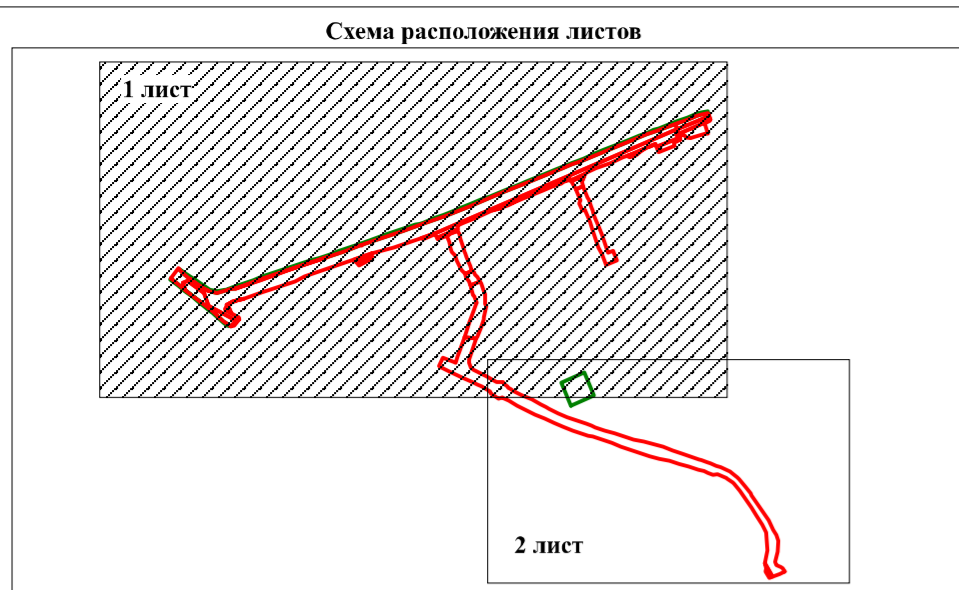 Схема расположения листов
1 лист
2 лист